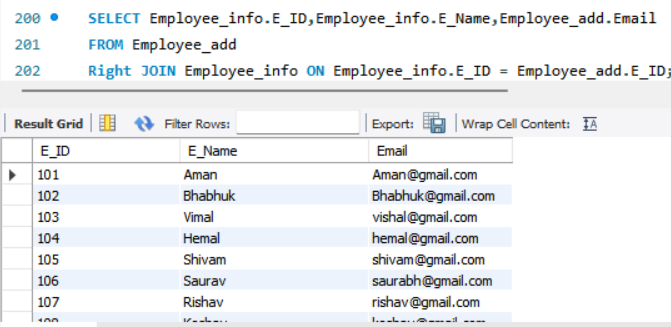 200 SELECT Employee_info.E_ID,Employee_info.E_Name,Employee_add.Email
201 FROM Employee_add
202 Right JOIN Employee_info ON Employee_info.E_ID = Employee_add.E_ID;
Result Grid Filter Rows: Export: Wrap Cell Content:
E_ID E_Name Email
101 Aman Aman@gmail.com
102 Bhabhuk Bhabhuk@gmail.com
103 Vimal vishal@gmail.com
104 Hemal hemal@gmail.com
105 Shivam shivam@gmail.com
106 Saurav saurabh@gmail.com
107 Rishav rishav@gmail.com